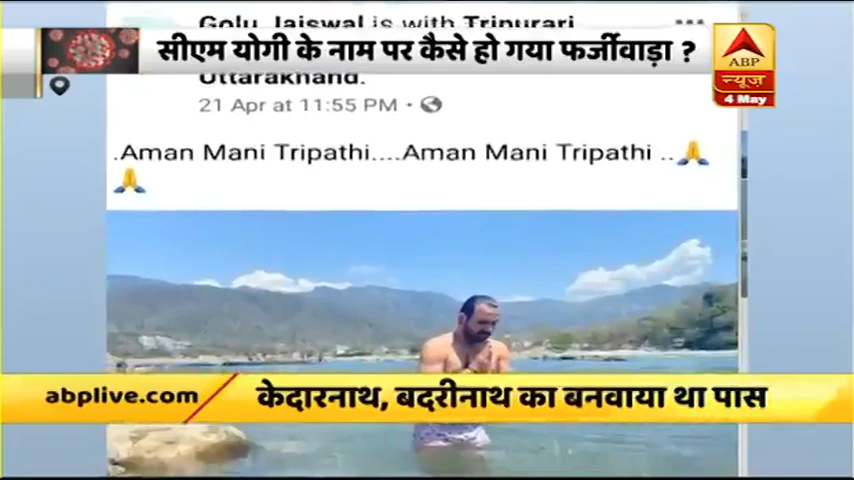 Golu Jaiswal is with Tripurari
सीएम योगी के नाम पर कैसे हो गया फर्जीवाड़ा ?
ABP
न्यूज़
4 May
Uttarakhand.
21 Apr at 11:55 PM •
.Aman Mani Tripathi....Aman Mani Tripathi ..🙏
🙏
abplive.com
केदारनाथ, बदरीनाथ का बनवाया था पास